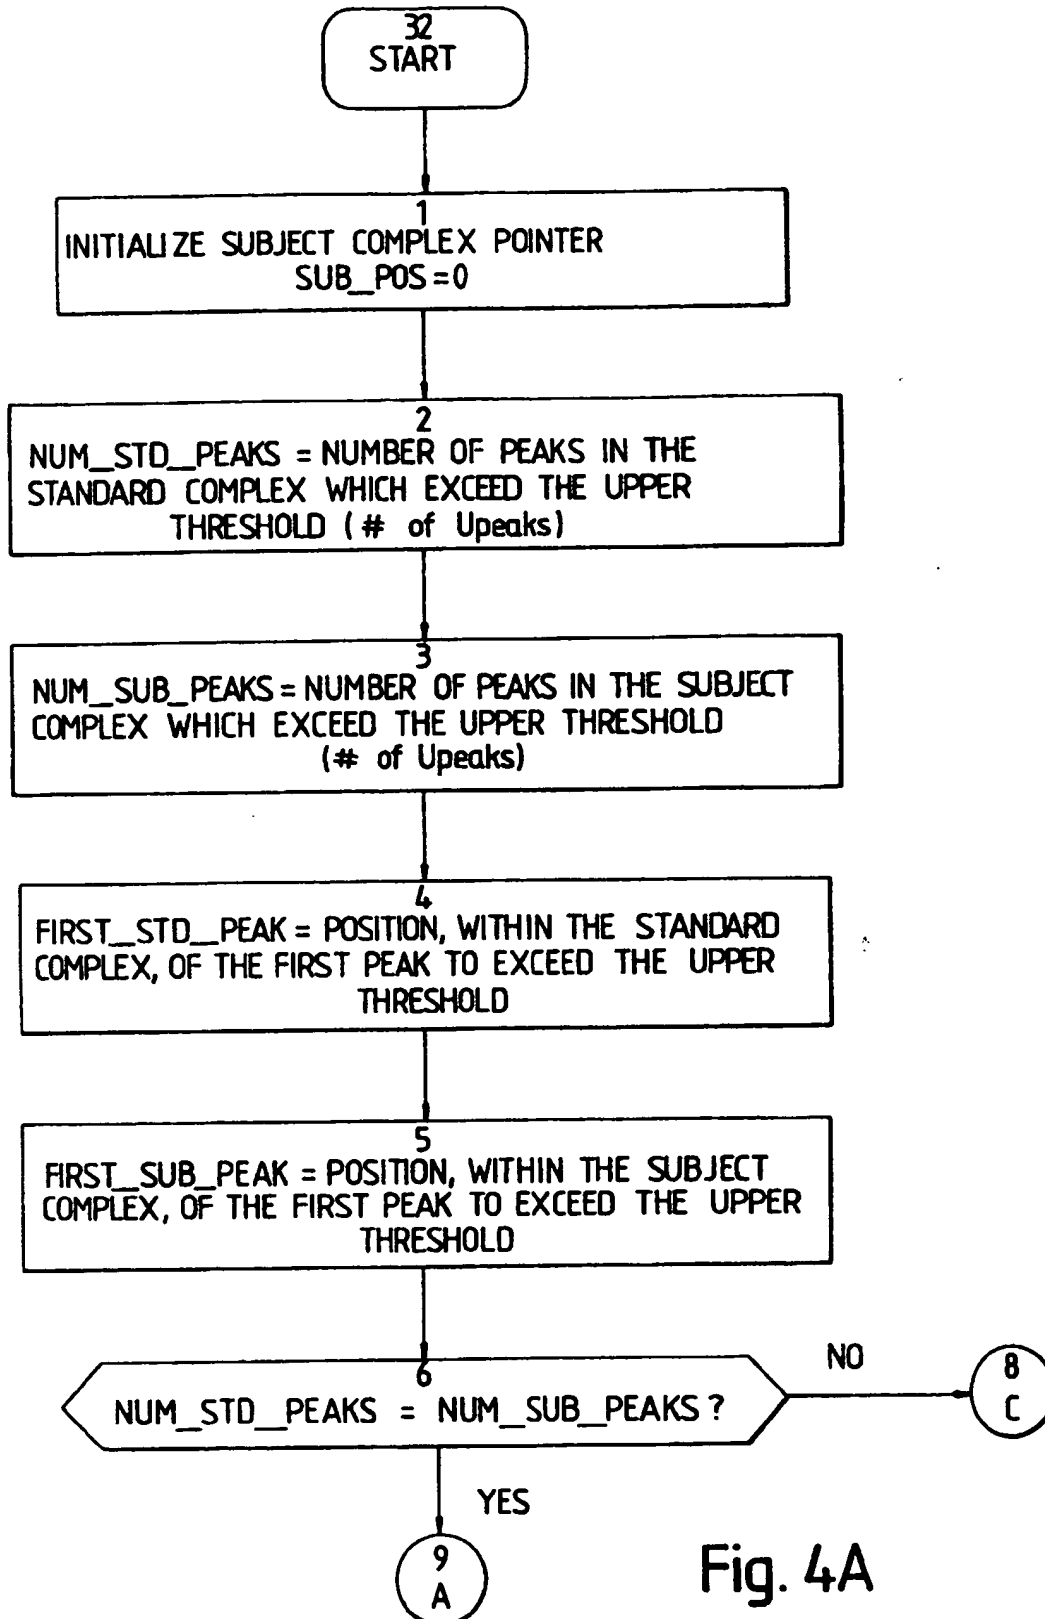 32
START
1
INITIALIZE SUBJECT COMPLEX POINTER
SUB_POS=0
2
NUM_STD_PEAKS = NUMBER OF PEAKS IN THE
STANDARD COMPLEX WHICH EXCEED THE UPPER
THRESHOLD (# of Upeaks)
3
NUM_SUB_PEAKS = NUMBER OF PEAKS IN THE SUBJECT
COMPLEX WHICH EXCEED THE UPPER THRESHOLD
(# of Upeaks)
4
FIRST_STD_PEAK = POSITION, WITHIN THE STANDARD
COMPLEX, OF THE FIRST PEAK TO EXCEED THE UPPER
THRESHOLD
5
FIRST_SUB_PEAK = POSITION, WITHIN THE SUBJECT
COMPLEX, OF THE FIRST PEAK TO EXCEED THE UPPER
THRESHOLD
6
NUM_STD_PEAKS = NUM_SUB_PEAKS ?
NO
8
C
YES
9
A
Fig. 4A